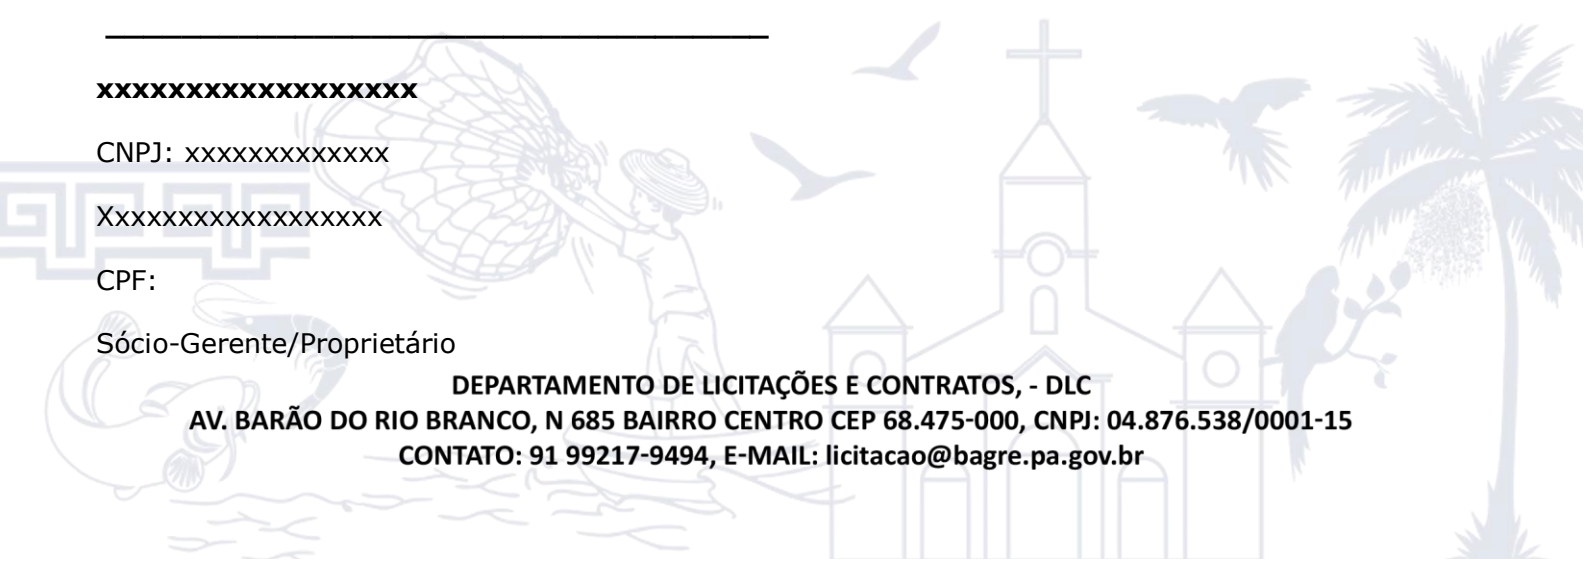 ___________________________________
xxxxxxxxxxxxxxxxxx
CNPJ: xxxxxxxxxxxxx
Xxxxxxxxxxxxxxxxxx
CPF:
Sócio-Gerente/Proprietário
DEPARTAMENTO DE LICITAÇÕES E CONTRATOS, - DLC
AV. BARÃO DO RIO BRANCO, N 685 BAIRRO CENTRO CEP 68.475-000, CNPJ: 04.876.538/0001-15
CONTATO: 91 99217-9494, E-MAIL: licitacao@bagre.pa.gov.br